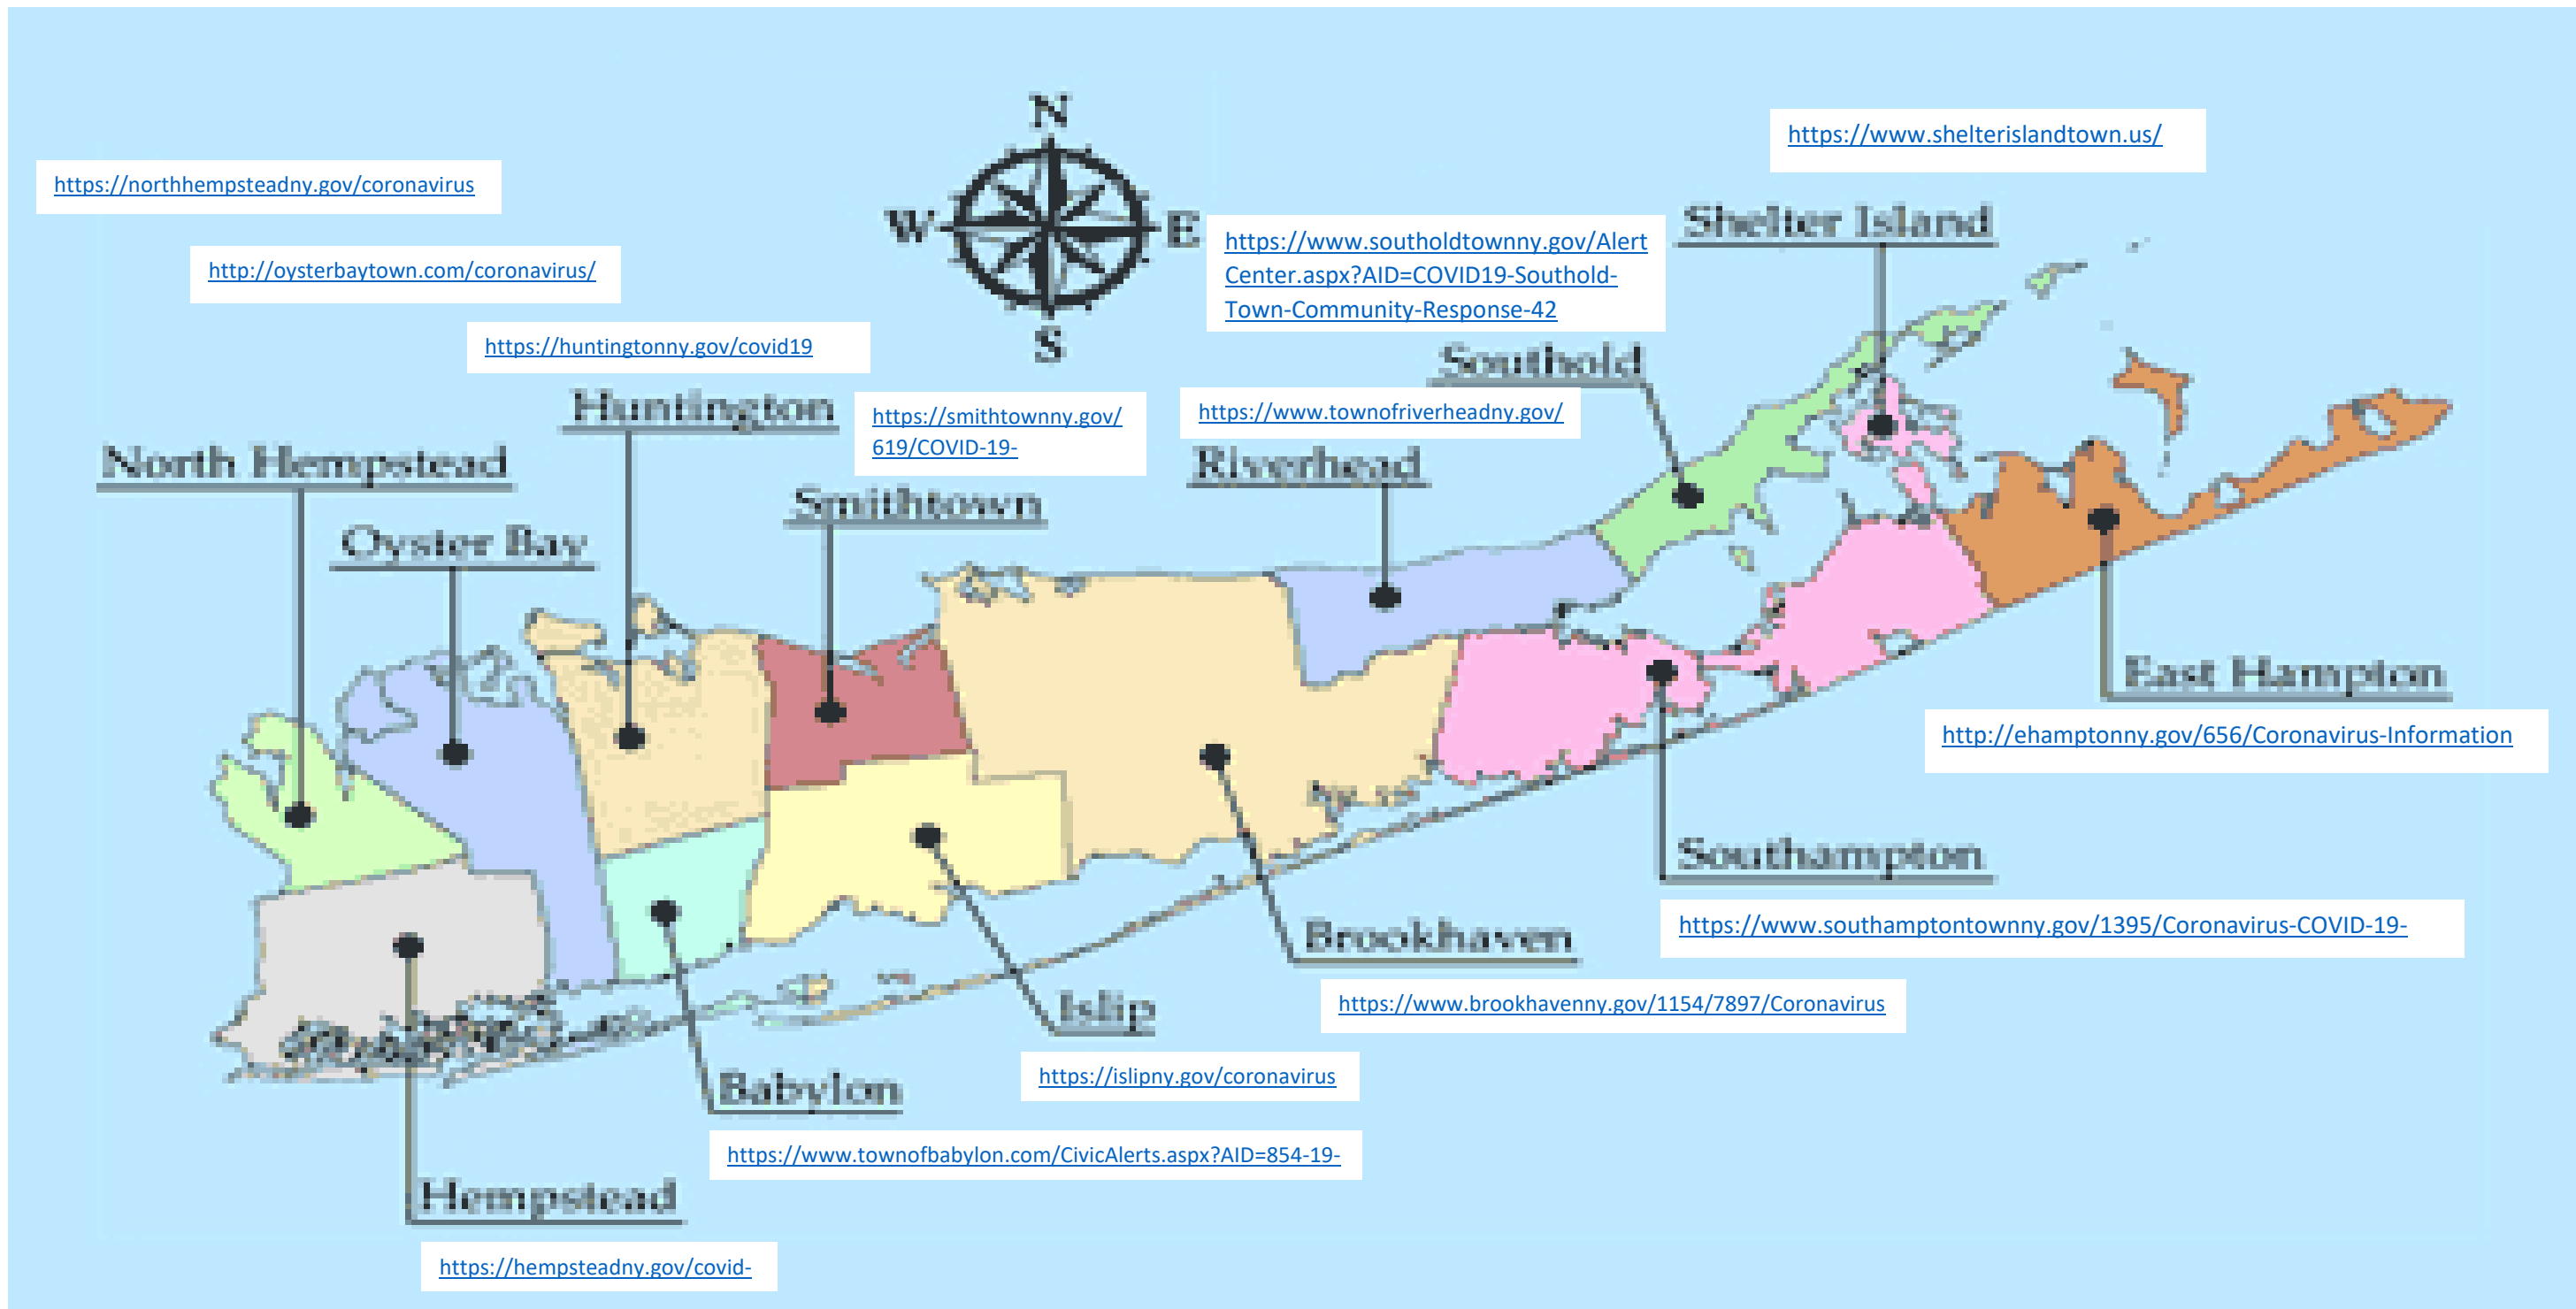 N
https://www.shelterislandtown.us/
https://northhempsteadny.gov/coronavirus
W
E
Shelter Island
https://www.southoldtownny.gov/Alert
Center.aspx?AID=COVID19-Southold-
Town-Community-Response-42
http://oysterbaytown.com/coronavirus/
S
https://huntingtonny.gov/covid19
Southold
Huntington
https://smithtownny.gov/
619/COVID-19-
https://www.townofriverheadny.gov/
North Hempstead
Riverhead
Smithtown
Oyster Bay
East Hampton
http://ehamptonny.gov/656/Coronavirus-Information
Southampton
https://www.southamptontownny.gov/1395/Coronavirus-COVID-19-
Brookhaven
https://www.brookhavenny.gov/1154/7897/Coronavirus
Islip
https://islipny.gov/coronavirus
Babylon
https://www.townofbabylon.com/CivicAlerts.aspx?AID=854-19-
Hempstead
https://hempsteadny.gov/covid-